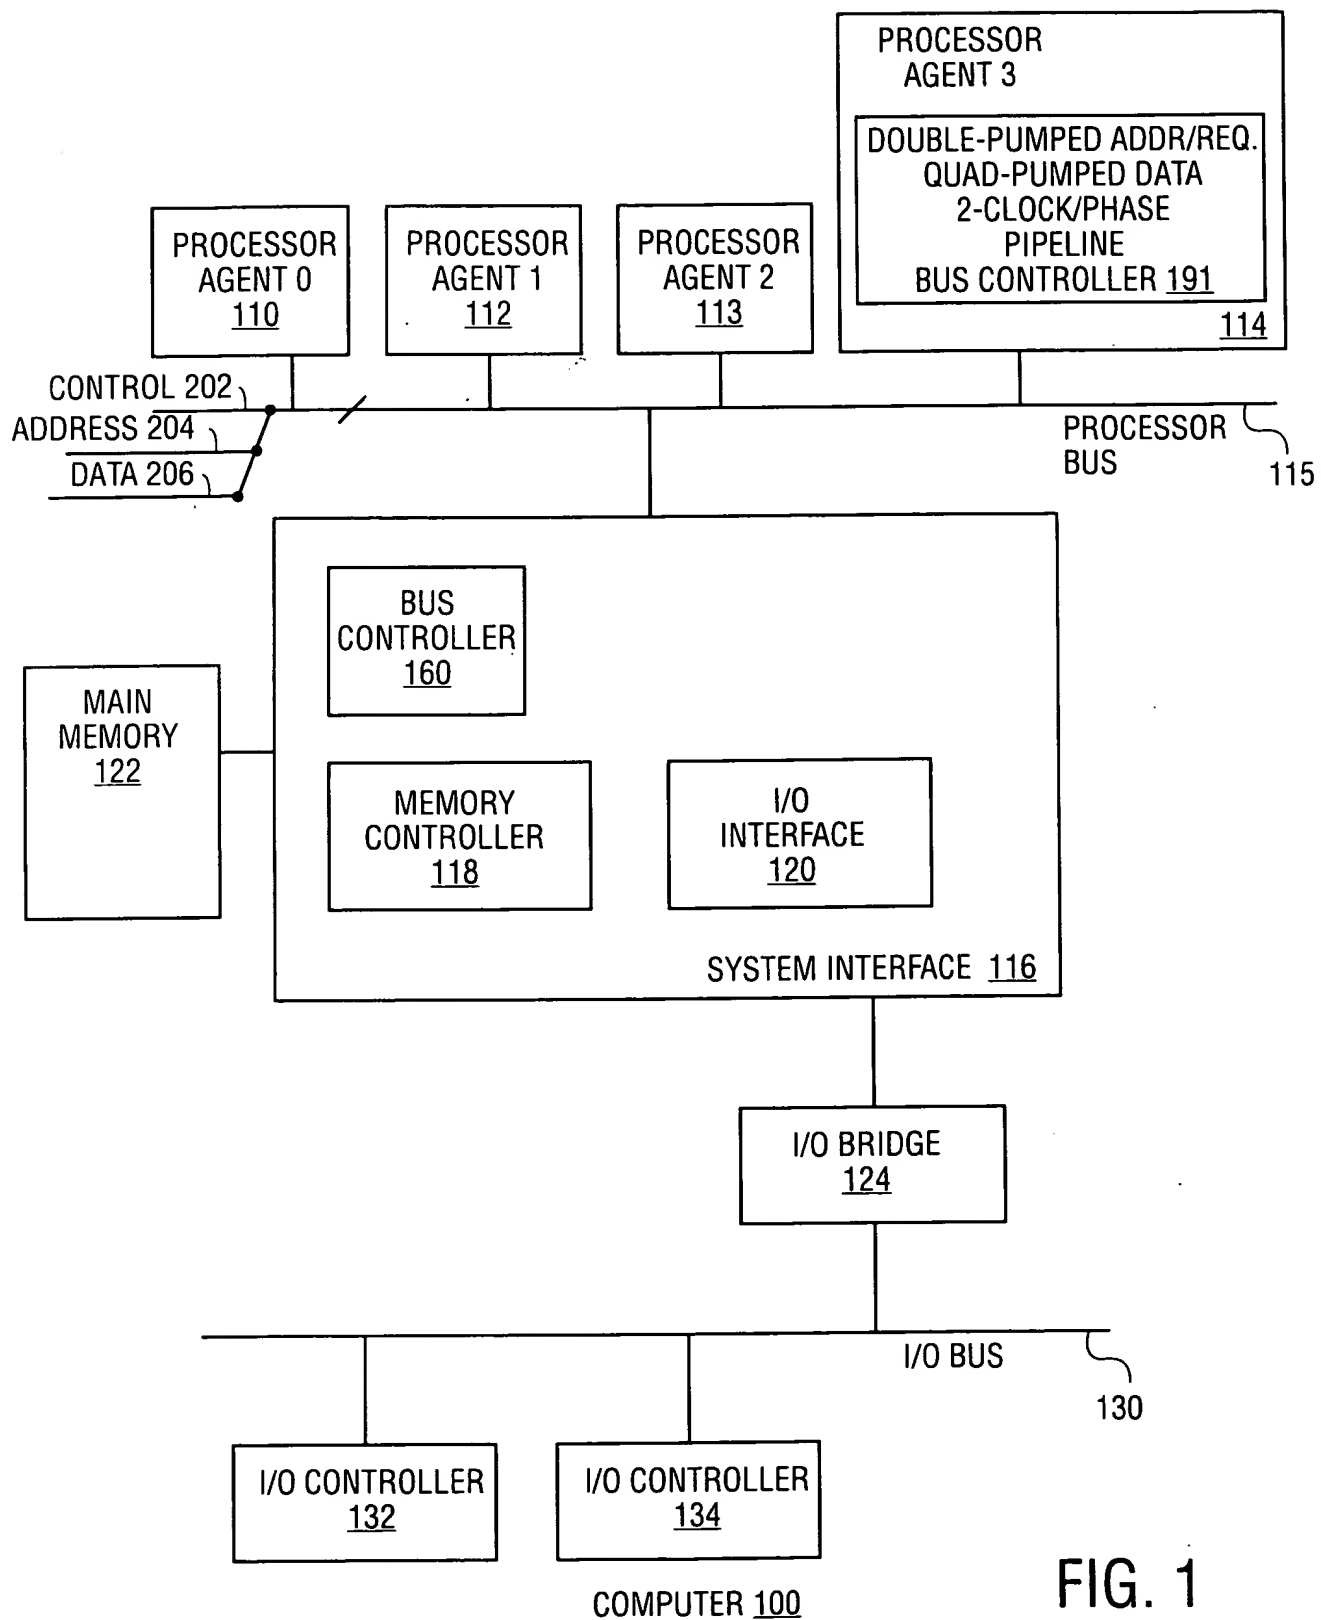 PROCESSOR
AGENT 3
DOUBLE-PUMPED ADDR/REQ.
QUAD-PUMPED DATA
2-CLOCK/PHASE
PIPELINE
BUS CONTROLLER 191
114
PROCESSOR
AGENT 0
110
PROCESSOR
AGENT 1
112
PROCESSOR
AGENT 2
113
CONTROL 202
ADDRESS 204
DATA 206
PROCESSOR
BUS
115
BUS
CONTROLLER
160
MAIN
MEMORY
122
MEMORY
CONTROLLER
118
I/O
INTERFACE
120
SYSTEM INTERFACE 116
I/O BRIDGE
124
I/O BUS
130
I/O CONTROLLER
132
I/O CONTROLLER
134
COMPUTER 100
FIG. 1